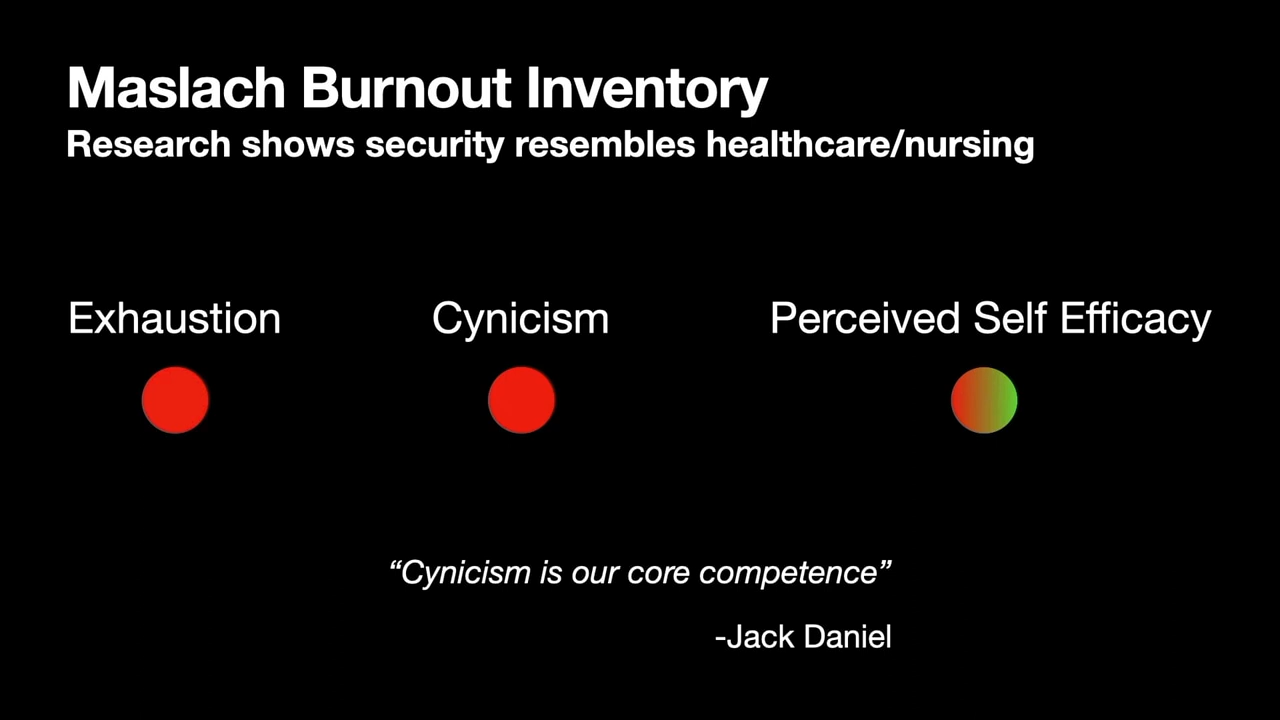 Maslach Burnout Inventory
Research shows security resembles healthcare/nursing
Exhaustion
Cynicism
Perceived Self Efficacy
“Cynicism is our core competence”
-Jack Daniel